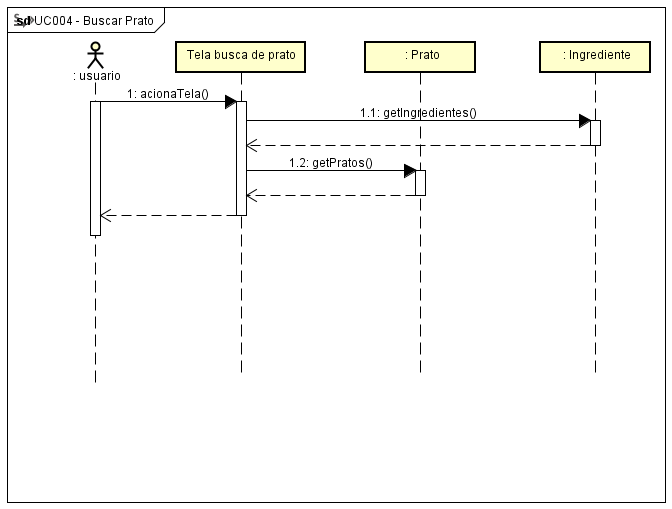 sd UC004 - Buscar Prato
: usuario
Tela busca de prato
: Prato
: Ingrediente
1: acionaTela()
1.1: getIngredientes()
1.2: getPratos()